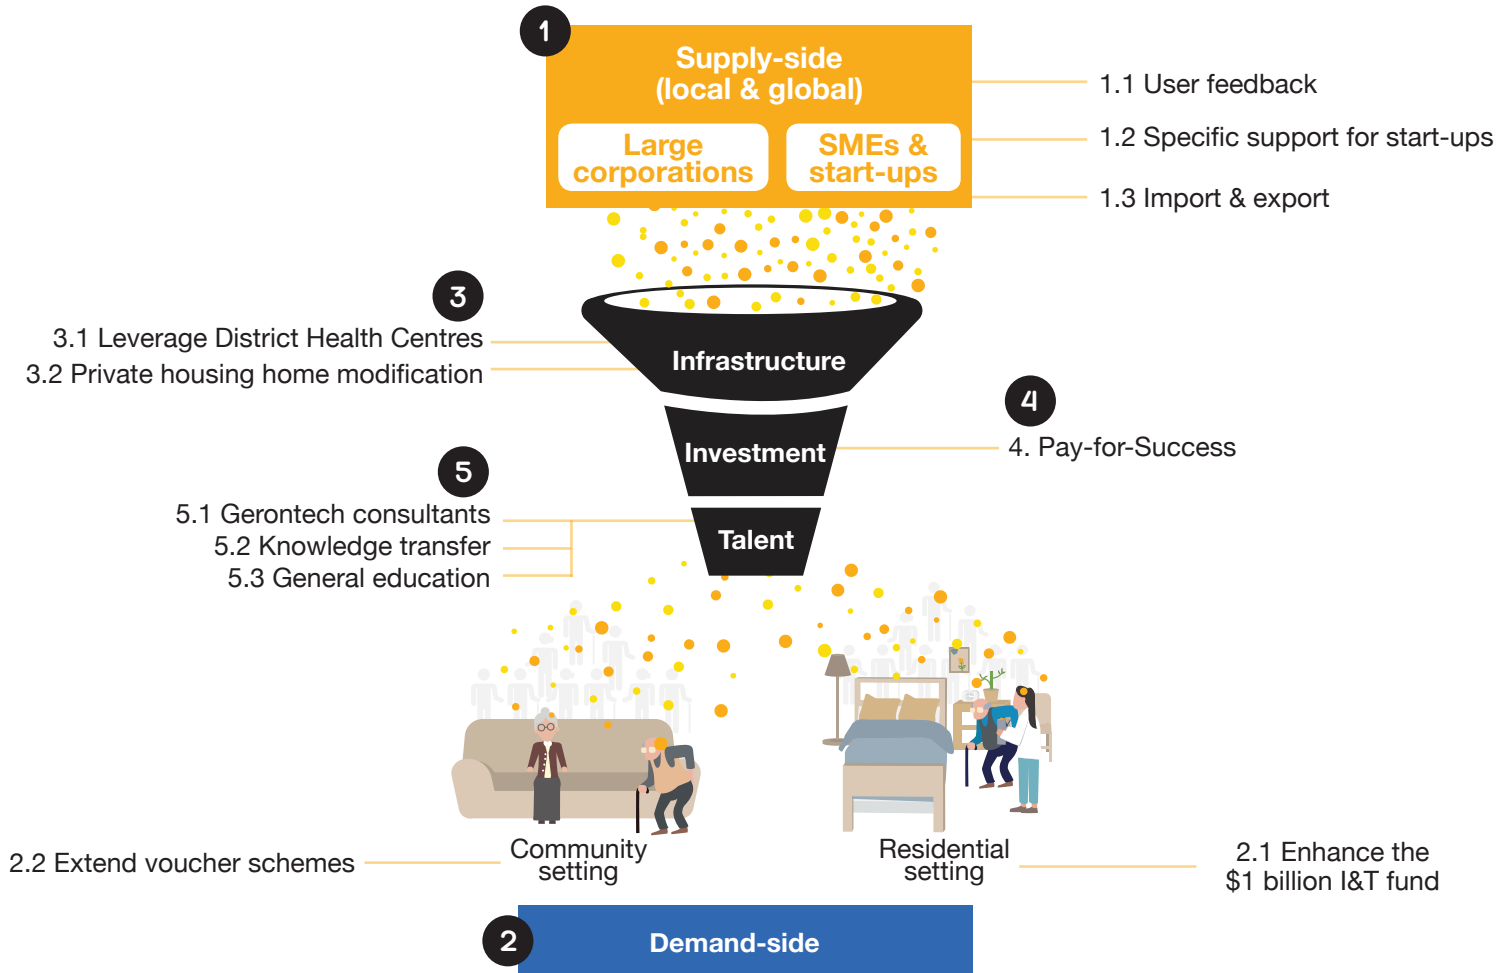 1
Supply-side
(local & global)
Large
corporations
SMEs &
start-ups
1.1 User feedback
1.2 Specific support for start-ups
1.3 Import & export
3
3.1 Leverage District Health Centres
3.2 Private housing home modification
Infrastructure
4
Investment
4. Pay-for-Success
5
5.1 Gerontech consultants
5.2 Knowledge transfer
5.3 General education
Talent
2.2 Extend voucher schemes
Community
setting
Residential
setting
2.1 Enhance the
$1 billion I&T fund
2
Demand-side